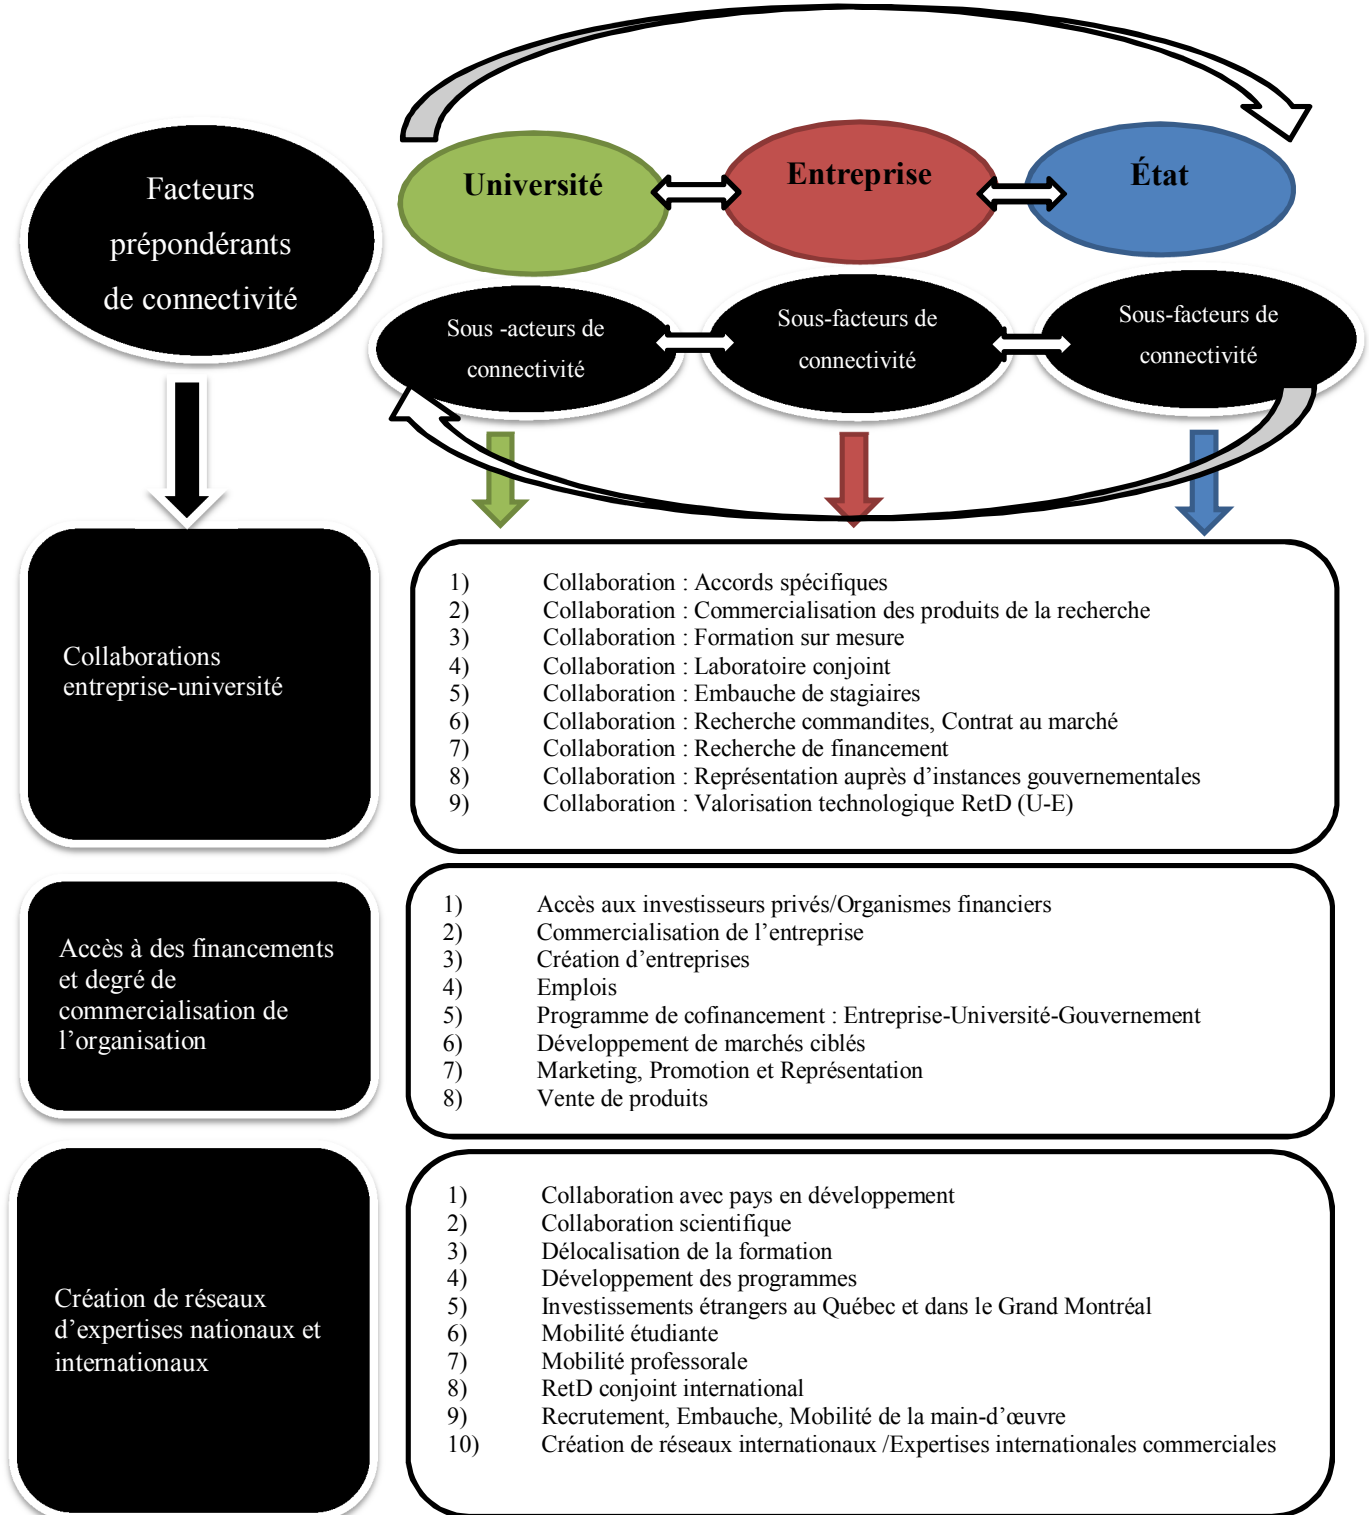 Facteurs
prépondérants
de connectivité
Université
Entreprise
État
Sous -acteurs de
connectivité
Sous-facteurs de
connectivité
Sous-facteurs de
connectivité
Collaborations
entreprise-université
1) Collaboration : Accords spécifiques
2) Collaboration : Commercialisation des produits de la recherche
3) Collaboration : Formation sur mesure
4) Collaboration : Laboratoire conjoint
5) Collaboration : Embauche de stagiaires
6) Collaboration : Recherche commandites, Contrat au marché
7) Collaboration : Recherche de financement
8) Collaboration : Représentation auprès d’instances gouvernementales
9) Collaboration : Valorisation technologique RetD (U-E)
Accès à des financements
et degré de
commercialisation de
l’organisation
1) Accès aux investisseurs privés/Organismes financiers
2) Commercialisation de l’entreprise
3) Création d’entreprises
4) Emplois
5) Programme de cofinancement : Entreprise-Université-Gouvernement
6) Développement de marchés ciblés
7) Marketing, Promotion et Représentation
8) Vente de produits
Création de réseaux
d’expertises nationaux et
internationaux
1) Collaboration avec pays en développement
2) Collaboration scientifique
3) Délocalisation de la formation
4) Développement des programmes
5) Investissements étrangers au Québec et dans le Grand Montréal
6) Mobilité étudiante
7) Mobilité professorale
8) RetD conjoint international
9) Recrutement, Embauche, Mobilité de la main-d’œuvre
10) Création de réseaux internationaux /Expertises internationales commerciales